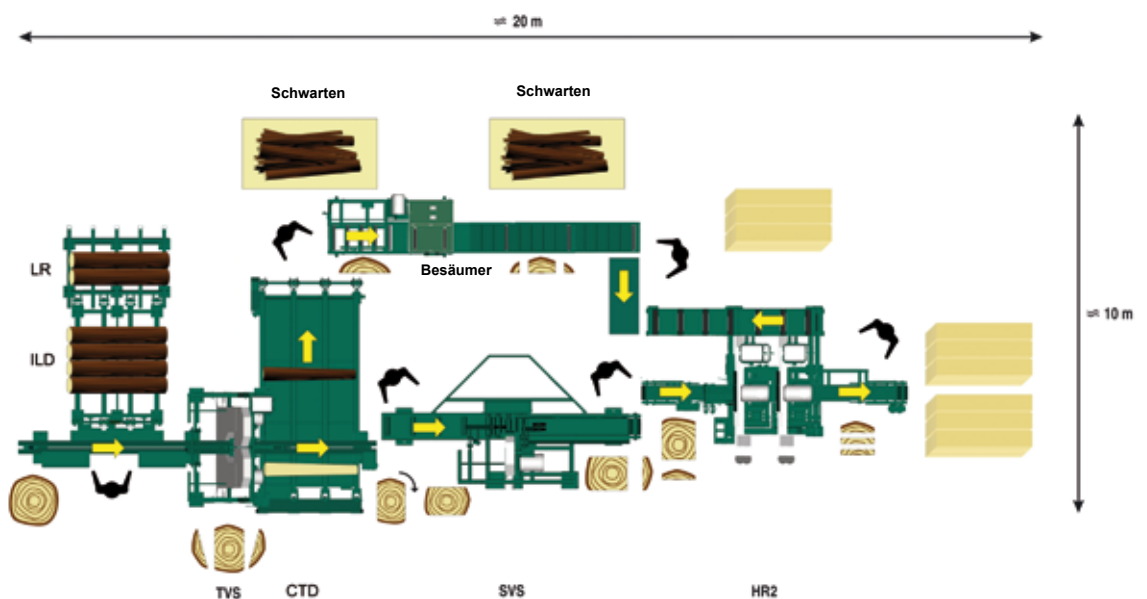 ≈ 20 m
Schwarten
Schwarten
LR
Besäumer
≈ 10 m
ILD
TVS
CTD
SVS
HR2